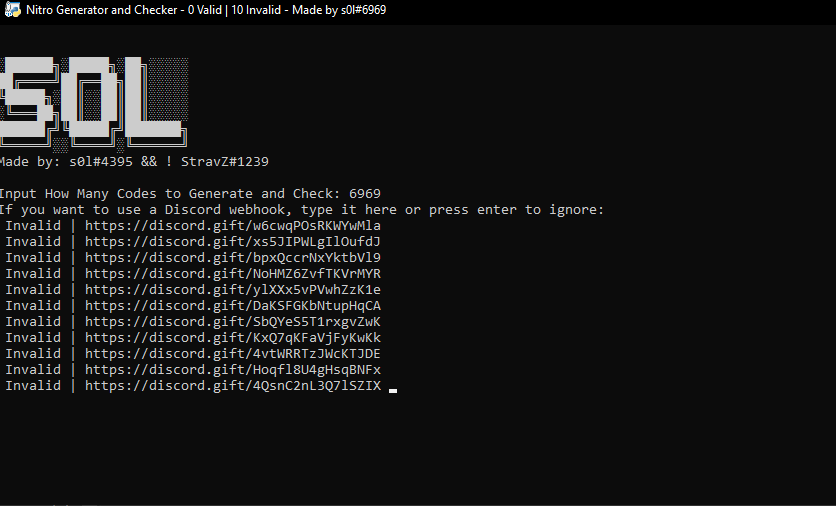 Nitro Generator and Checker - 0 Valid | 10 Invalid - Made by s0l#6969
SOL
Made by: s0l#4395 && ! StravZ#1239
Input How Many Codes to Generate and Check: 6969
If you want to use a Discord webhook, type it here or press enter to ignore:
Invalid | https://discord.gift/w6cwqPOsRKWYwMla
Invalid | https://discord.gift/xs5JIPWLgIlOufdJ
Invalid | https://discord.gift/bpxQccrNxYktbVl9
Invalid | https://discord.gift/NoHMZ6ZvfTKVrMYR
Invalid | https://discord.gift/ylXXx5vPVwhZzK1e
Invalid | https://discord.gift/DaKSFGKbNtupHqCA
Invalid | https://discord.gift/SbQYeS5T1rxgvZwK
Invalid | https://discord.gift/KxQ7qKFaVjFyKwKk
Invalid | https://discord.gift/4vtWRRTzJWcKTJDE
Invalid | https://discord.gift/Hoqfl8U4gHsqBNFx
Invalid | https://discord.gift/4QsnC2nL3Q7lSZIX